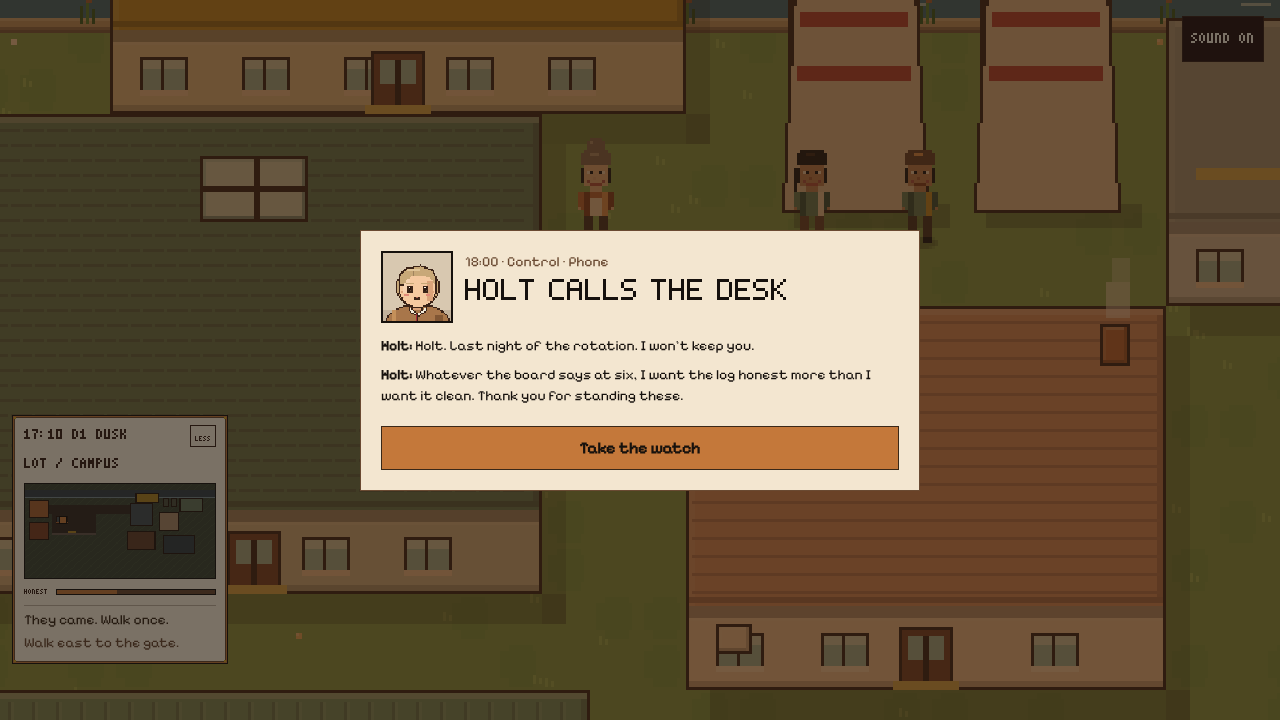 SOUND ON
18:00 · Control · Phone
HOLT CALLS THE DESK
Holt: Holt. Last night of the rotation. I won't keep you.
Holt: Whatever the board says at six, I want the log honest more than I
want it clean. Thank you for standing these.
Take the watch
17:10 D1 DUSK
LESS
LOT / CAMPUS
HONEST
They came. Walk once.
Walk east to the gate.